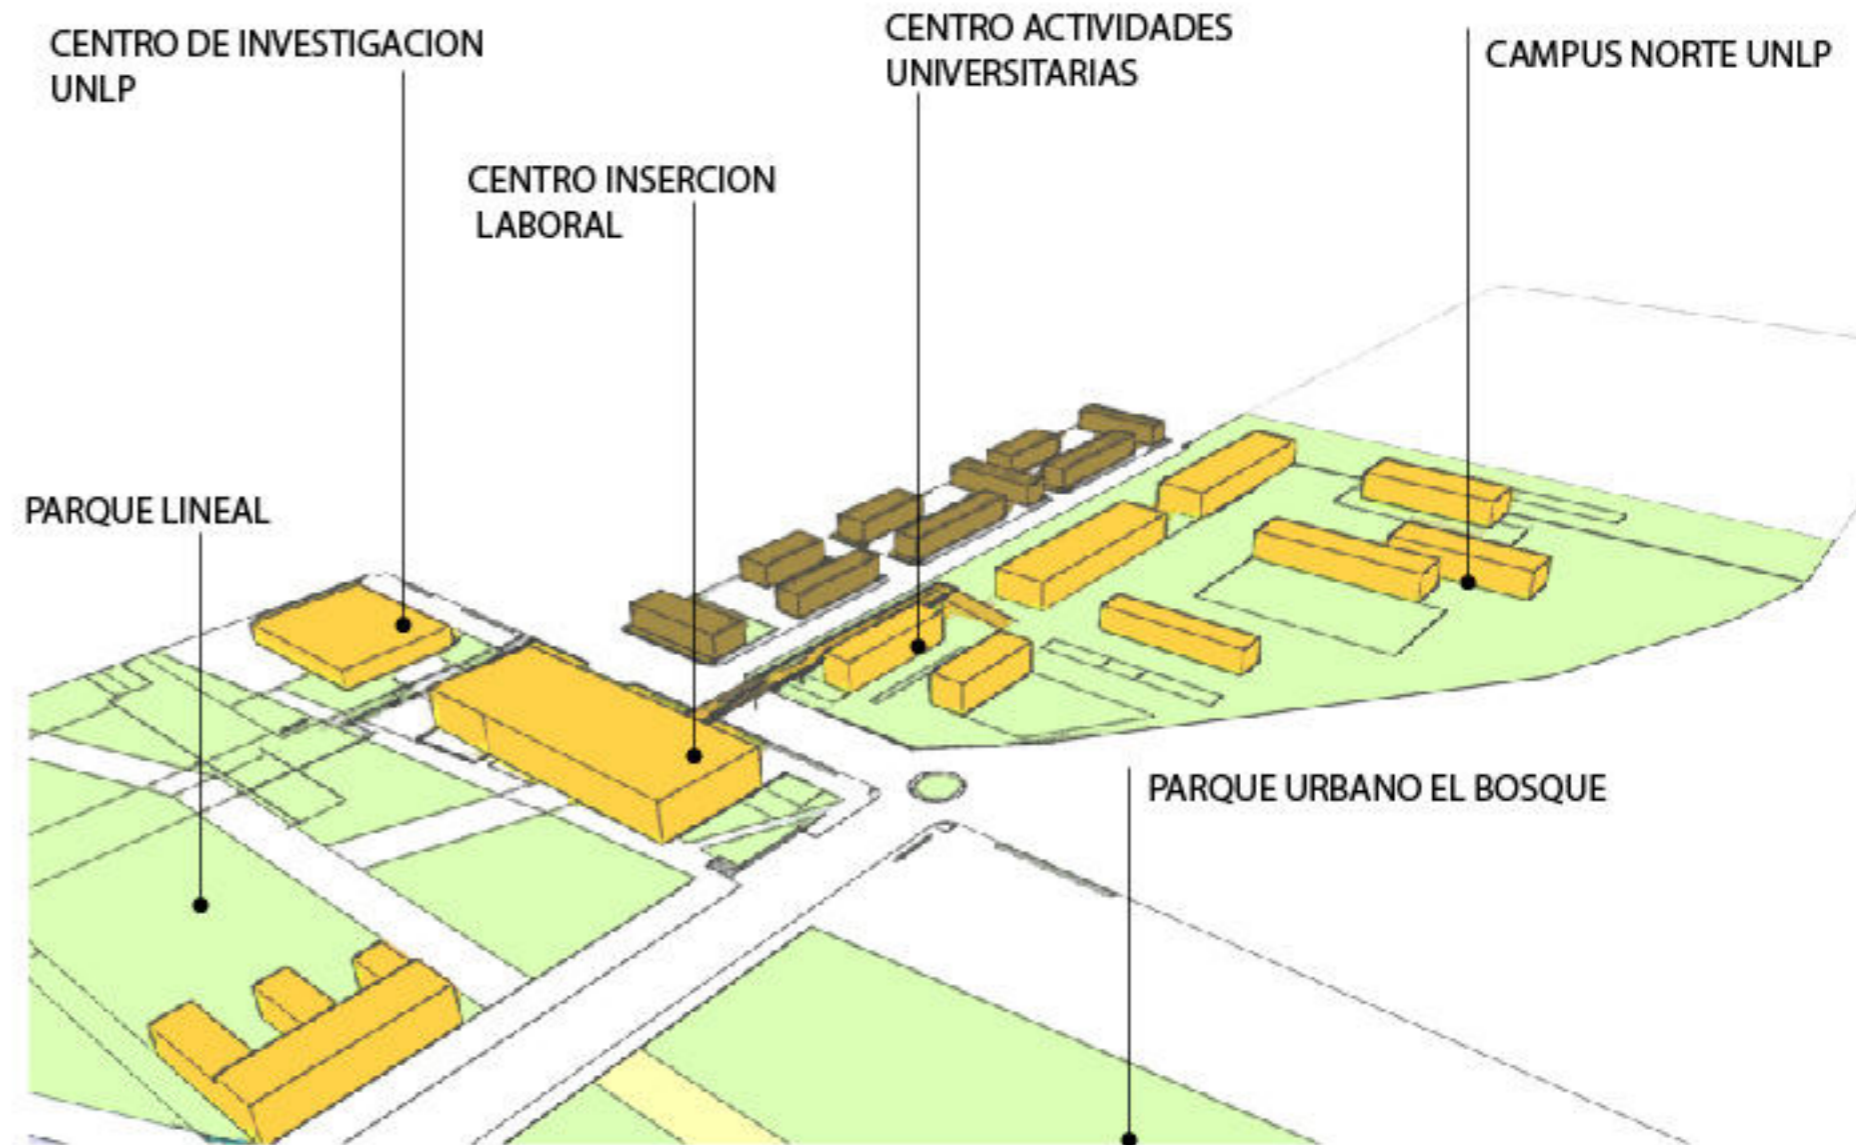 CENTRO DE INVESTIGACION
UNLP
CENTRO ACTIVIDADES
UNIVERSITARIAS
CAMPUS NORTE UNLP
CENTRO INSERCION
LABORAL
PARQUE LINEAL
PARQUE URBANO EL BOSQUE